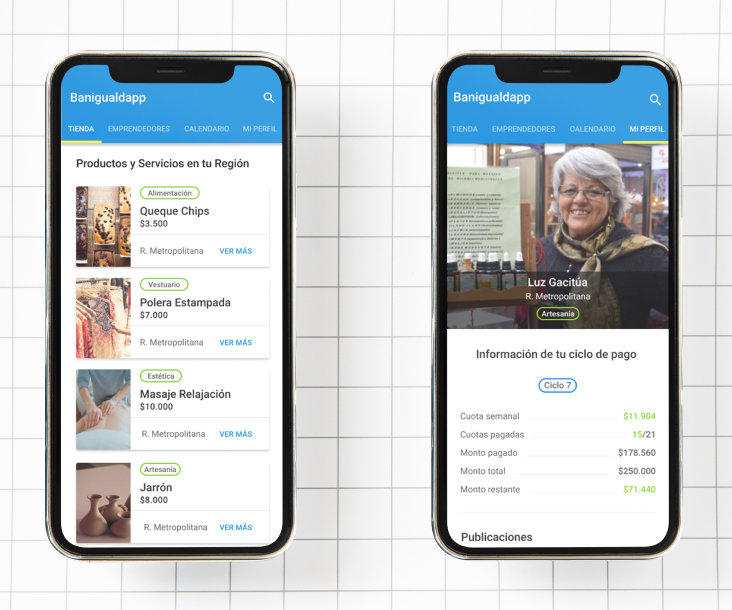 Banigualdapp
TIENDA EMPRENDEDORES CALENDARIO MI PERFIL
Productos y Servicios en tu Región
Alimentación
Queque Chips
$3.500
R. Metropolitana VER MÁS
Vestuario
Polera Estampada
$7.000
R. Metropolitana VER MÁS
Estética
Masaje Relajación
$10.000
R. Metropolitana VER MÁS
Artesanía
Jarrón
$8.000
R. Metropolitana VER MÁS
Banigualdapp
TIENDA EMPRENDEDORES CALENDARIO MI PERFIL
Luz Gacitúa
R. Metropolitana
Artesanía
Información de tu ciclo de pago
Ciclo 7
Cuota semanal $11.904
Cuotas pagadas 15/21
Monto pagado $178.560
Monto total $250.000
Monto restante $71.440
Publicaciones